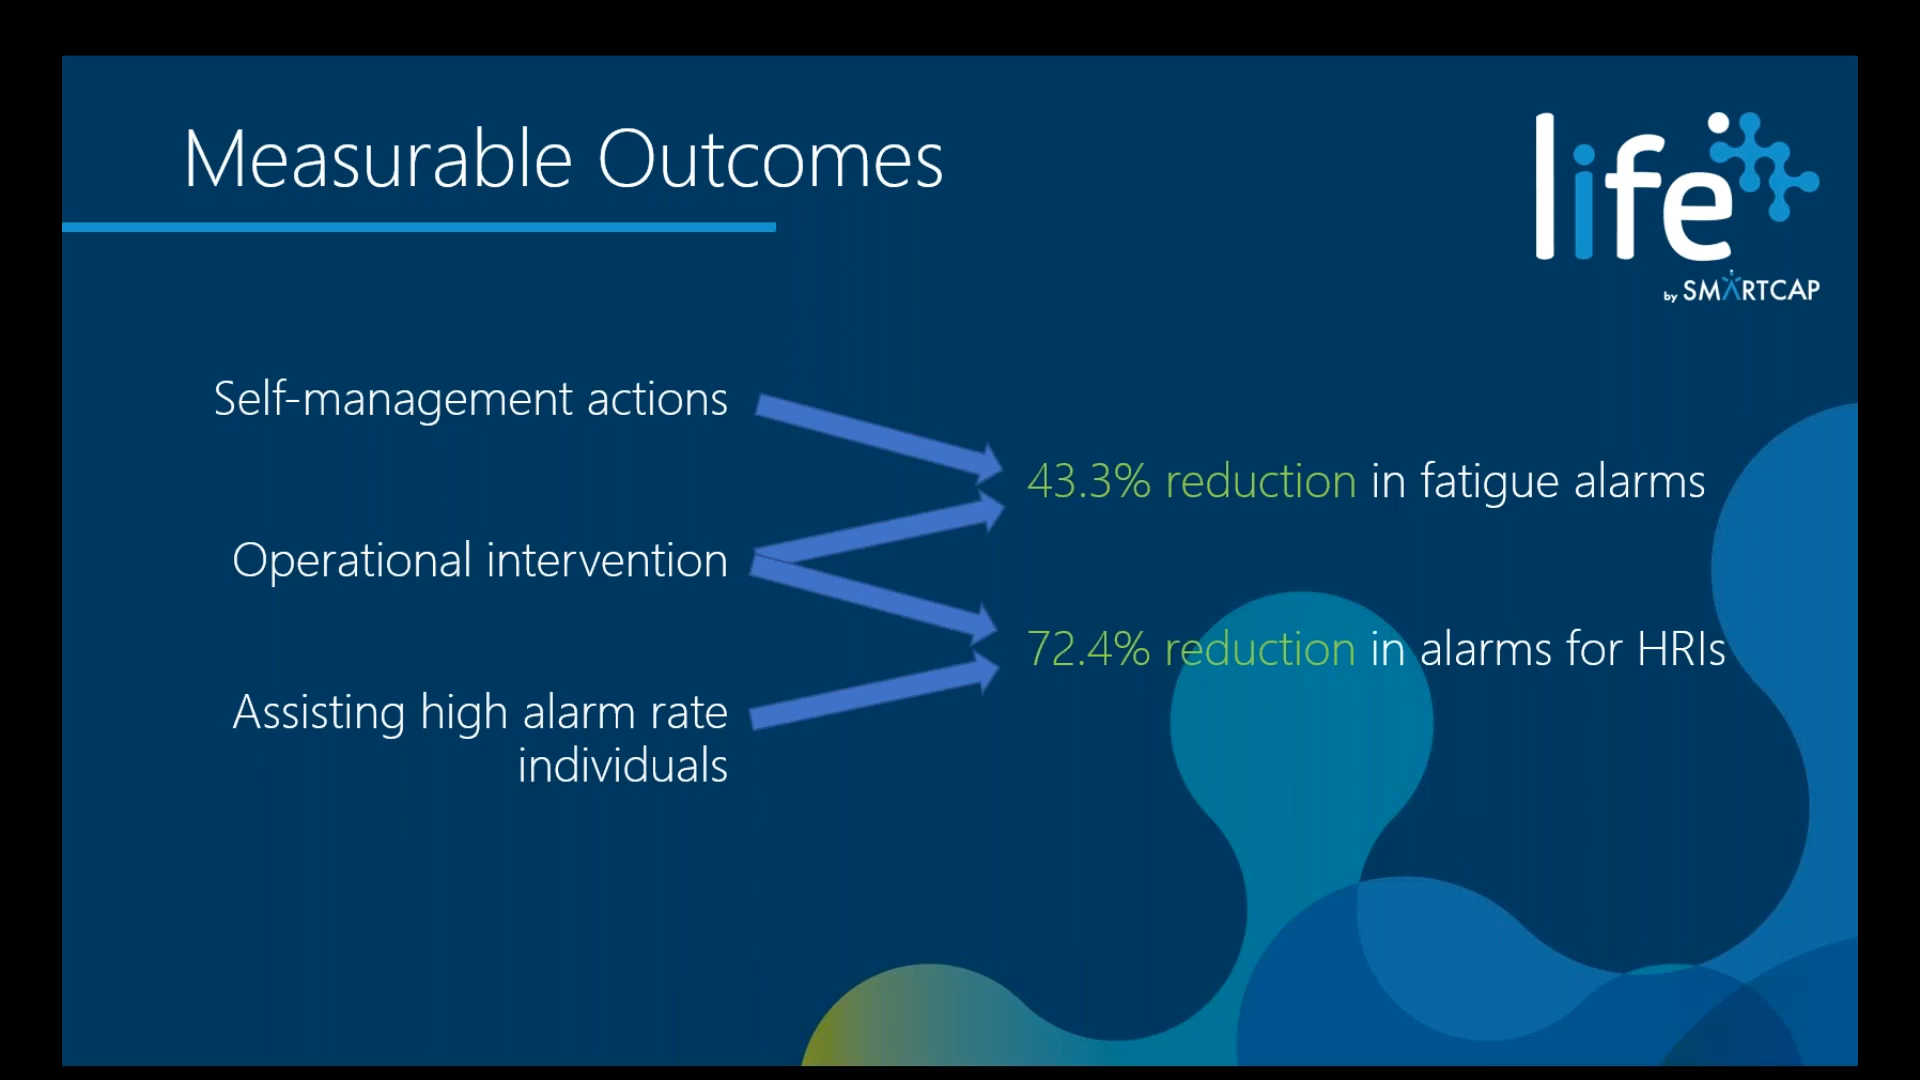 Measurable Outcomes
life
by SMARTCAP
Self-management actions
43.3% reduction in fatigue alarms
Operational intervention
72.4% reduction in alarms for HRIs
Assisting high alarm rate
individuals